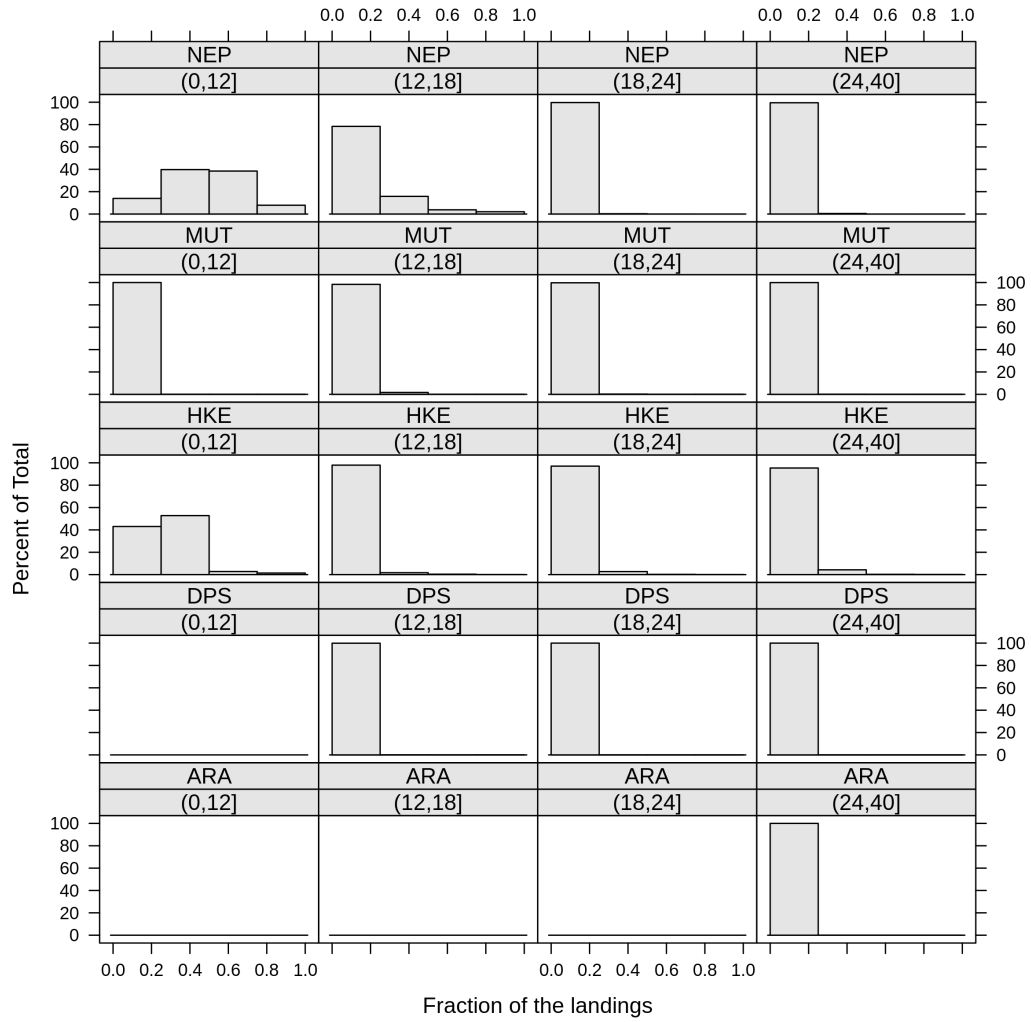 0.0 0.2 0.4 0.6 0.8 1.0 0.0 0.2 0.4 0.6 0.8 1.0
NEP NEP NEP NEP
(0,12] (12,18] (18,24] (24,40]
100
80
60
40
20
0
MUT MUT MUT MUT
(0,12] (12,18] (18,24] (24,40]
100
80
60
40
20
0
HKE HKE HKE HKE
(0,12] (12,18] (18,24] (24,40]
Percent of Total
100
80
60
40
20
0
DPS DPS DPS DPS
(0,12] (12,18] (18,24] (24,40]
100
80
60
40
20
0
ARA ARA ARA ARA
(0,12] (12,18] (18,24] (24,40]
100
80
60
40
20
0
0.0 0.2 0.4 0.6 0.8 1.0 0.0 0.2 0.4 0.6 0.8 1.0
Fraction of the landings